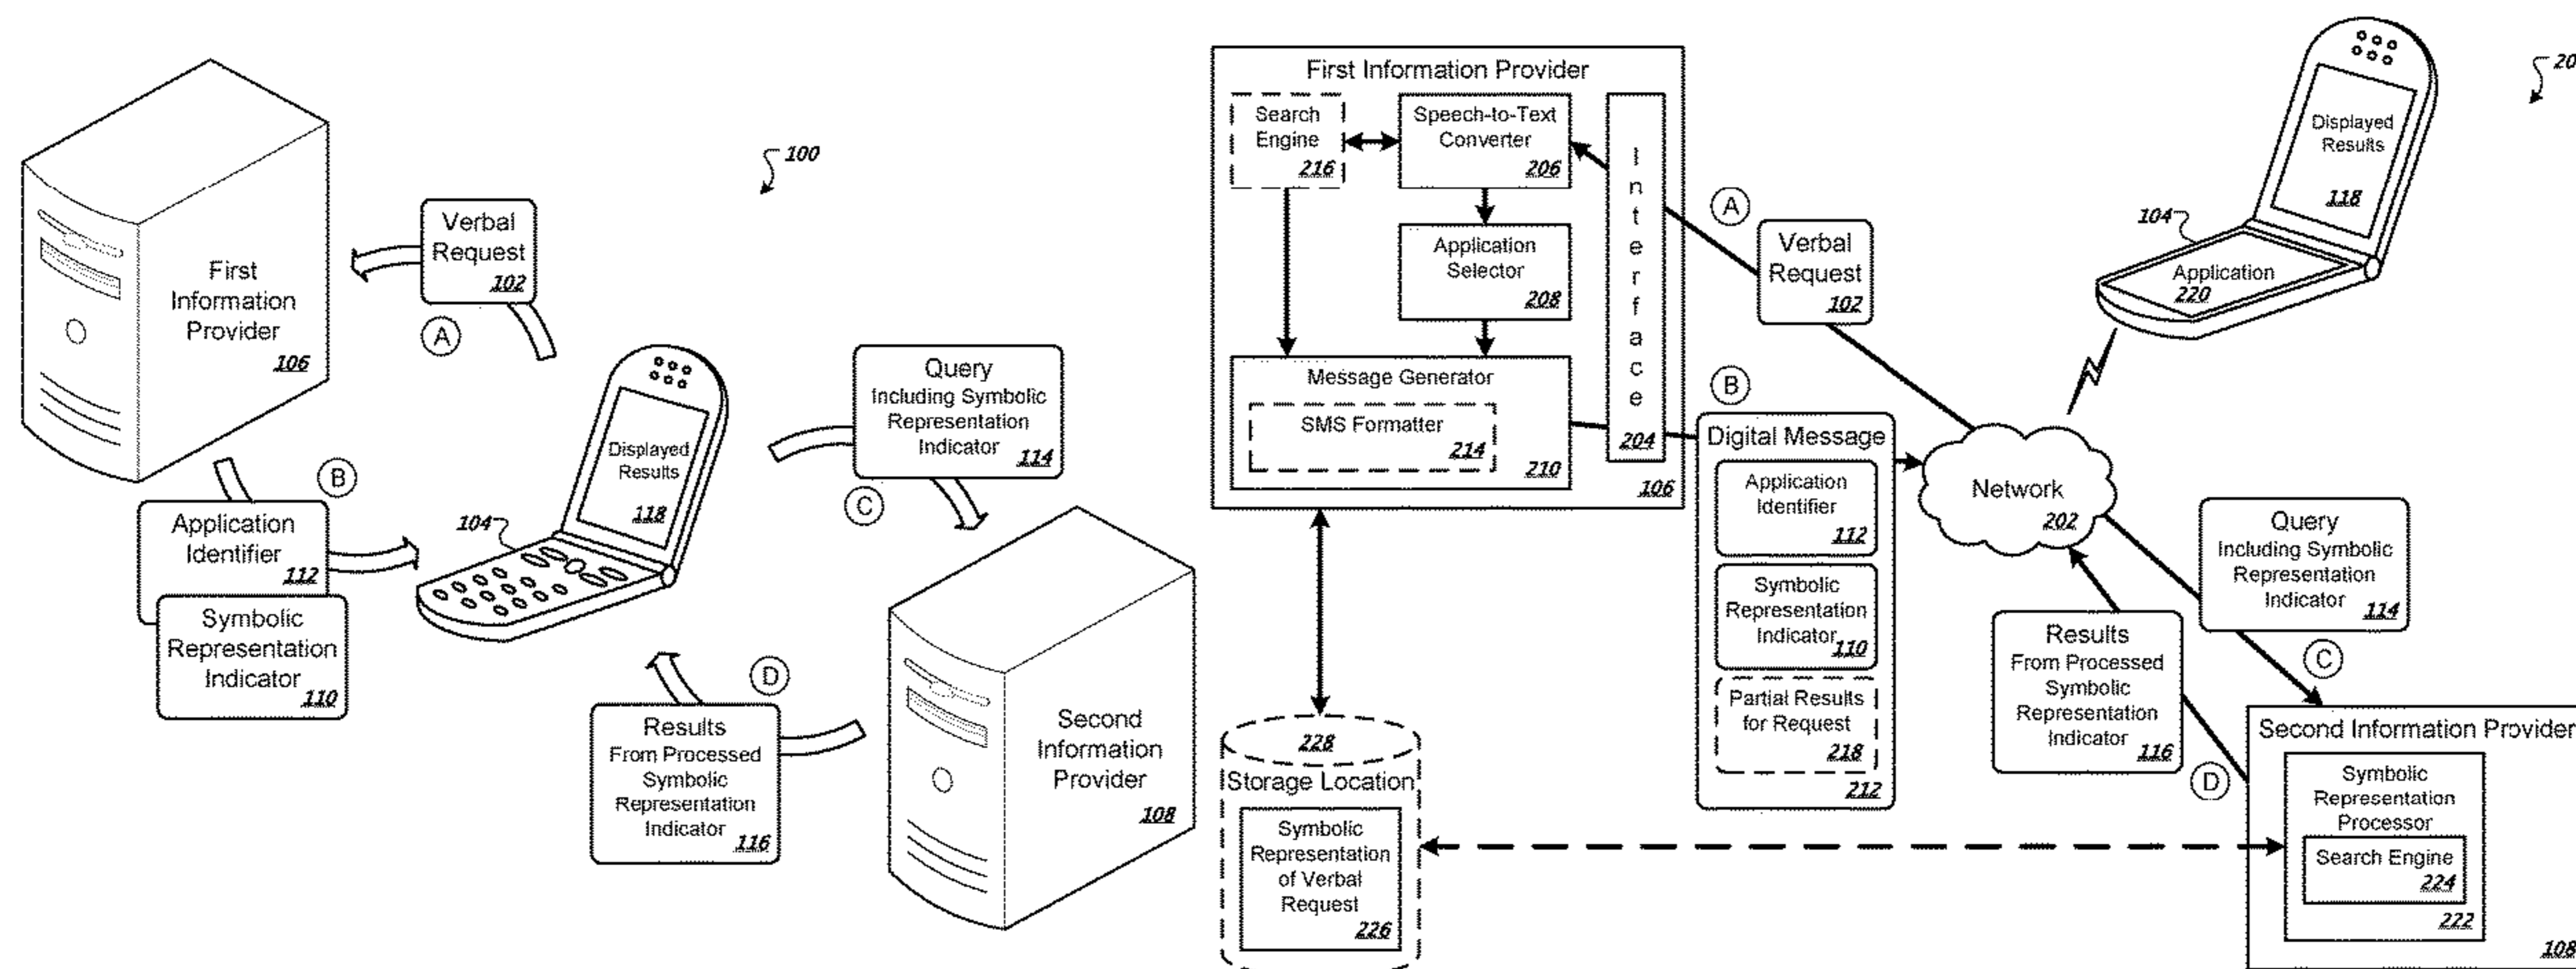 100
Verbal
Request
102
A
First
Information
Provider
106
B
Application
Identifier
112
Symbolic
Representation
Indicator
110
104
Displayed
Results
118
Query
Including Symbolic
Representation
Indicator
114
C
D
Results
From Processed
Symbolic
Representation
Indicator
116
Second
Information
Provider
108
First Information Provider
Search
Engine
216
Speech-to-Text
Converter
206
Application
Selector
208
Message Generator
SMS Formatter
214
210
Interface
204
106
A
Verbal
Request
102
B
Digital Message
Application
Identifier
112
Symbolic
Representation
Indicator
110
Partial Results
for Request
218
212
20
Displayed
Results
118
104
Application
220
Network
202
Query
Including Symbolic
Representation
Indicator
114
C
Results
From Processed
Symbolic
Representation
Indicator
116
D
228
Storage Location
Symbolic
Representation
of Verbal
Request
226
Second Information Provider
Symbolic
Representation
Processor
Search Engine
224
222
108